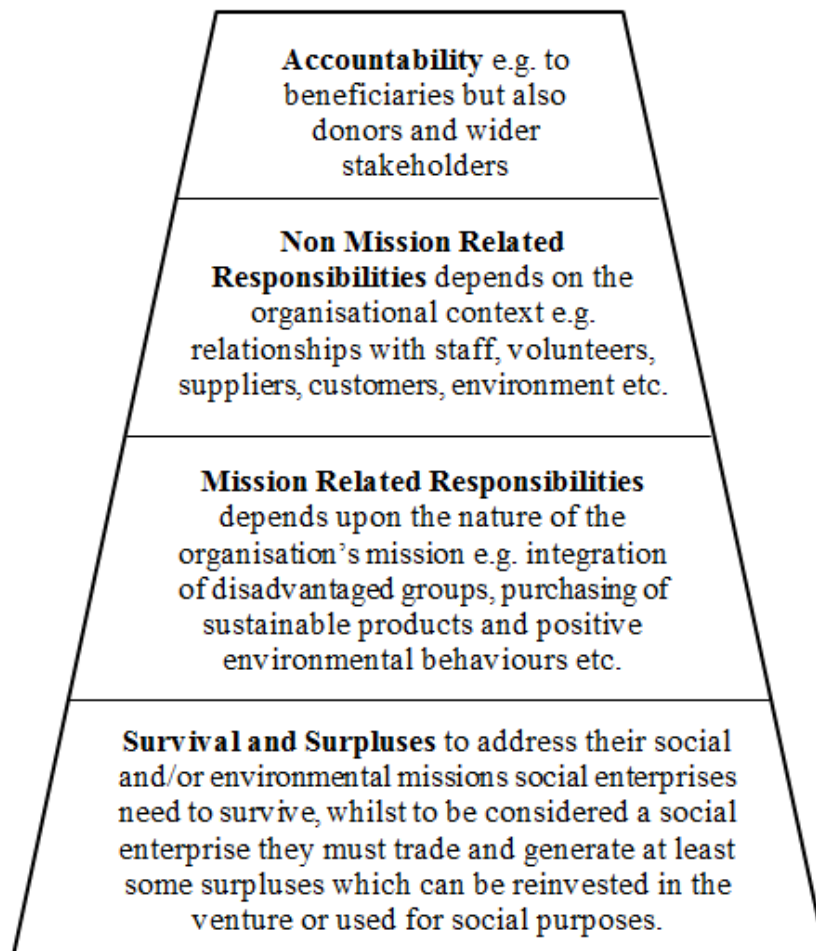 Accountability e.g. to
beneficiaries but also
donors and wider
stakeholders
Non Mission Related
Responsibilities depends on the
organisational context e.g.
relationships with staff, volunteers,
suppliers, customers, environment etc.
Mission Related Responsibilities
depends upon the nature of the
organisation's mission e.g. integration
of disadvantaged groups, purchasing of
sustainable products and positive
environmental behaviours etc.
Survival and Surpluses to address their social
and/or environmental missions social enterprises
need to survive, whilst to be considered a social
enterprise they must trade and generate at least
some surpluses which can be reinvested in the
venture or used for social purposes.